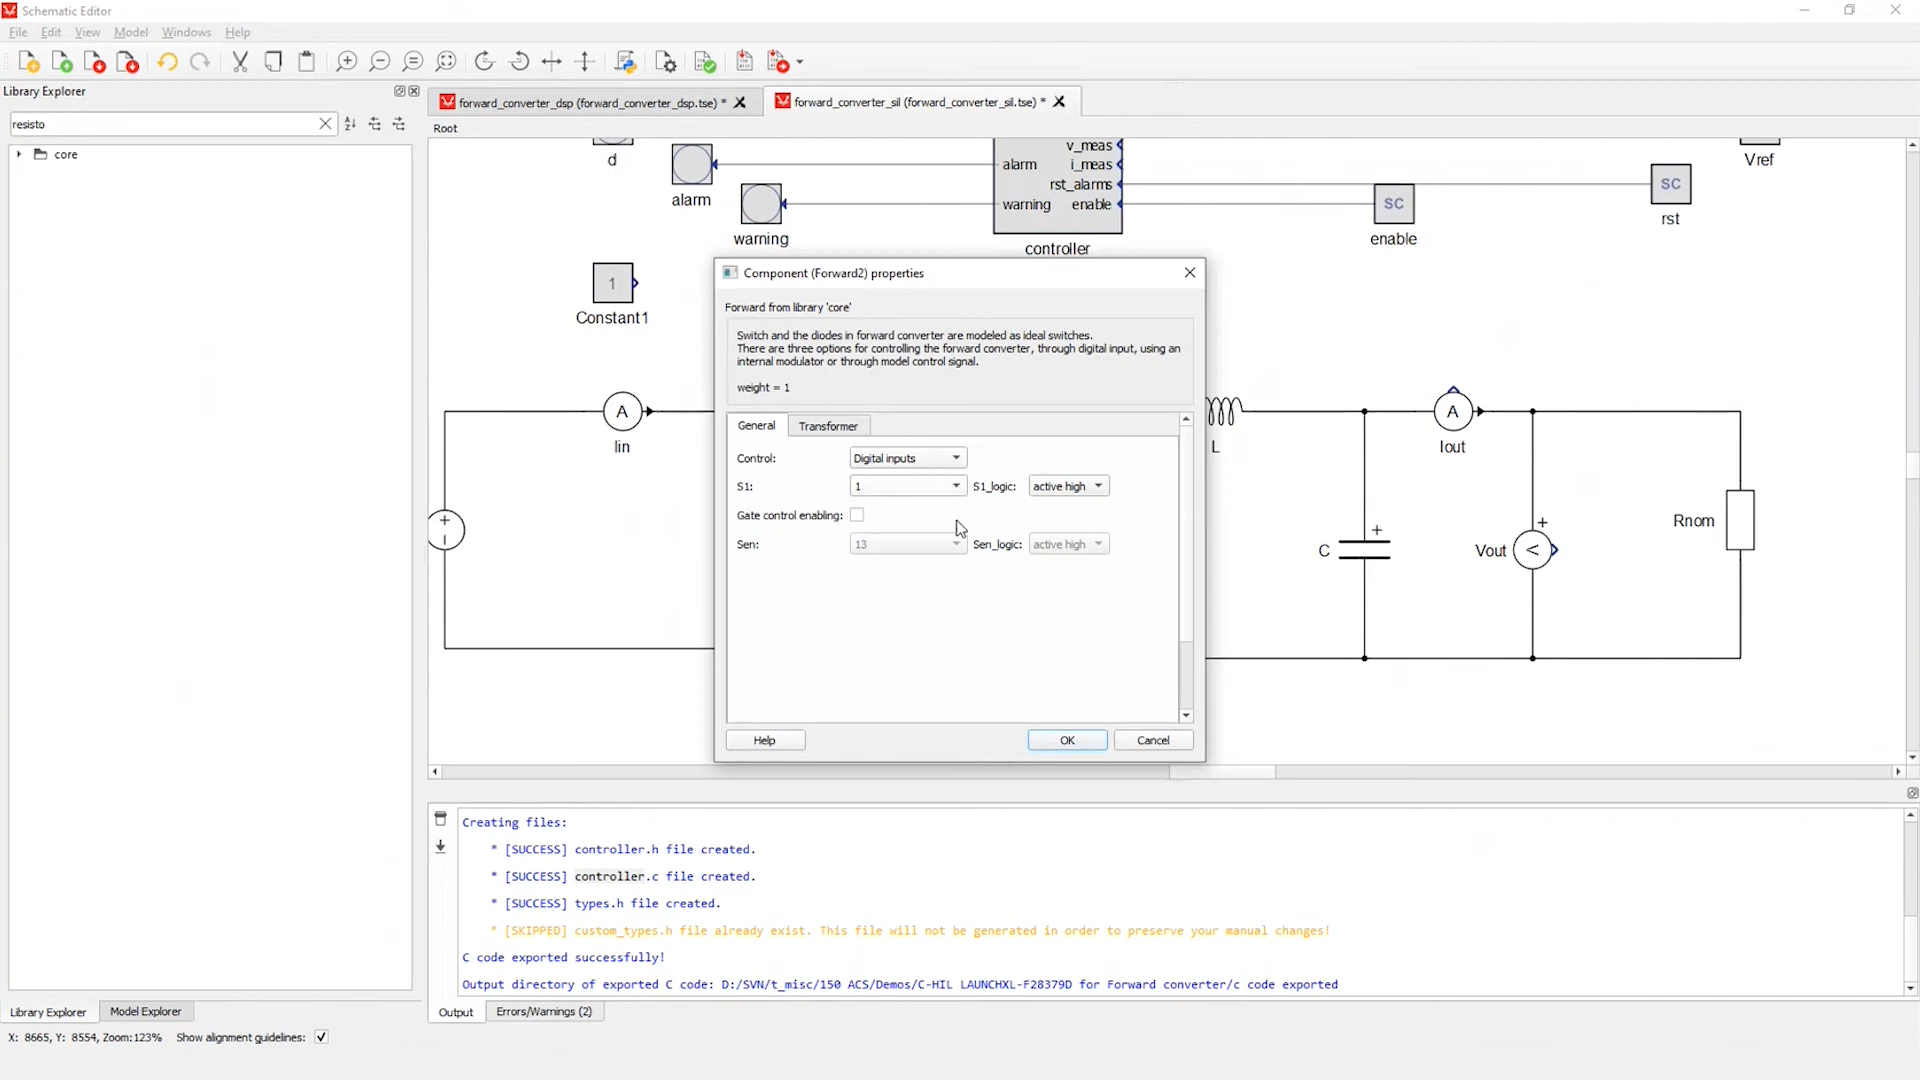 Schematic Editor
File Edit View Model Windows Help
Library Explorer
resisto
core
forward_converter_dsp (forward_converter_dsp.tse) *
forward_converter_sil (forward_converter_sil.tse) *
Root
d
alarm
warning
alarm
warning
v_meas
i_meas
rst_alarms
enable
controller
SC
enable
SC
rst
Vref
1
Constant1
A
Iin
L
A
Iout
C
Vout
Rnom
Component (Forward2) properties
Forward from library 'core'
Switch and the diodes in forward converter are modeled as ideal switches.
There are three options for controlling the forward converter, through digital input, using an
internal modulator or through model control signal.
weight = 1
General Transformer
Control: Digital inputs
S1: 1 S1_logic: active high
Gate control enabling:
Sen: 13 Sen_logic: active high
Help OK Cancel
Creating files:
* [SUCCESS] controller.h file created.
* [SUCCESS] controller.c file created.
* [SUCCESS] types.h file created.
* [SKIPPED] custom_types.h file already exist. This file will not be generated in order to preserve your manual changes!
C code exported successfully!
Output directory of exported C code: D:/SVN/t_misc/150 ACS/Demos/C-HIL LAUNCHXL-F28379D for Forward converter/c code exported
Library Explorer Model Explorer
Output Errors/Warnings (2)
X: 8665, Y: 8554, Zoom:123% Show alignment guidelines: